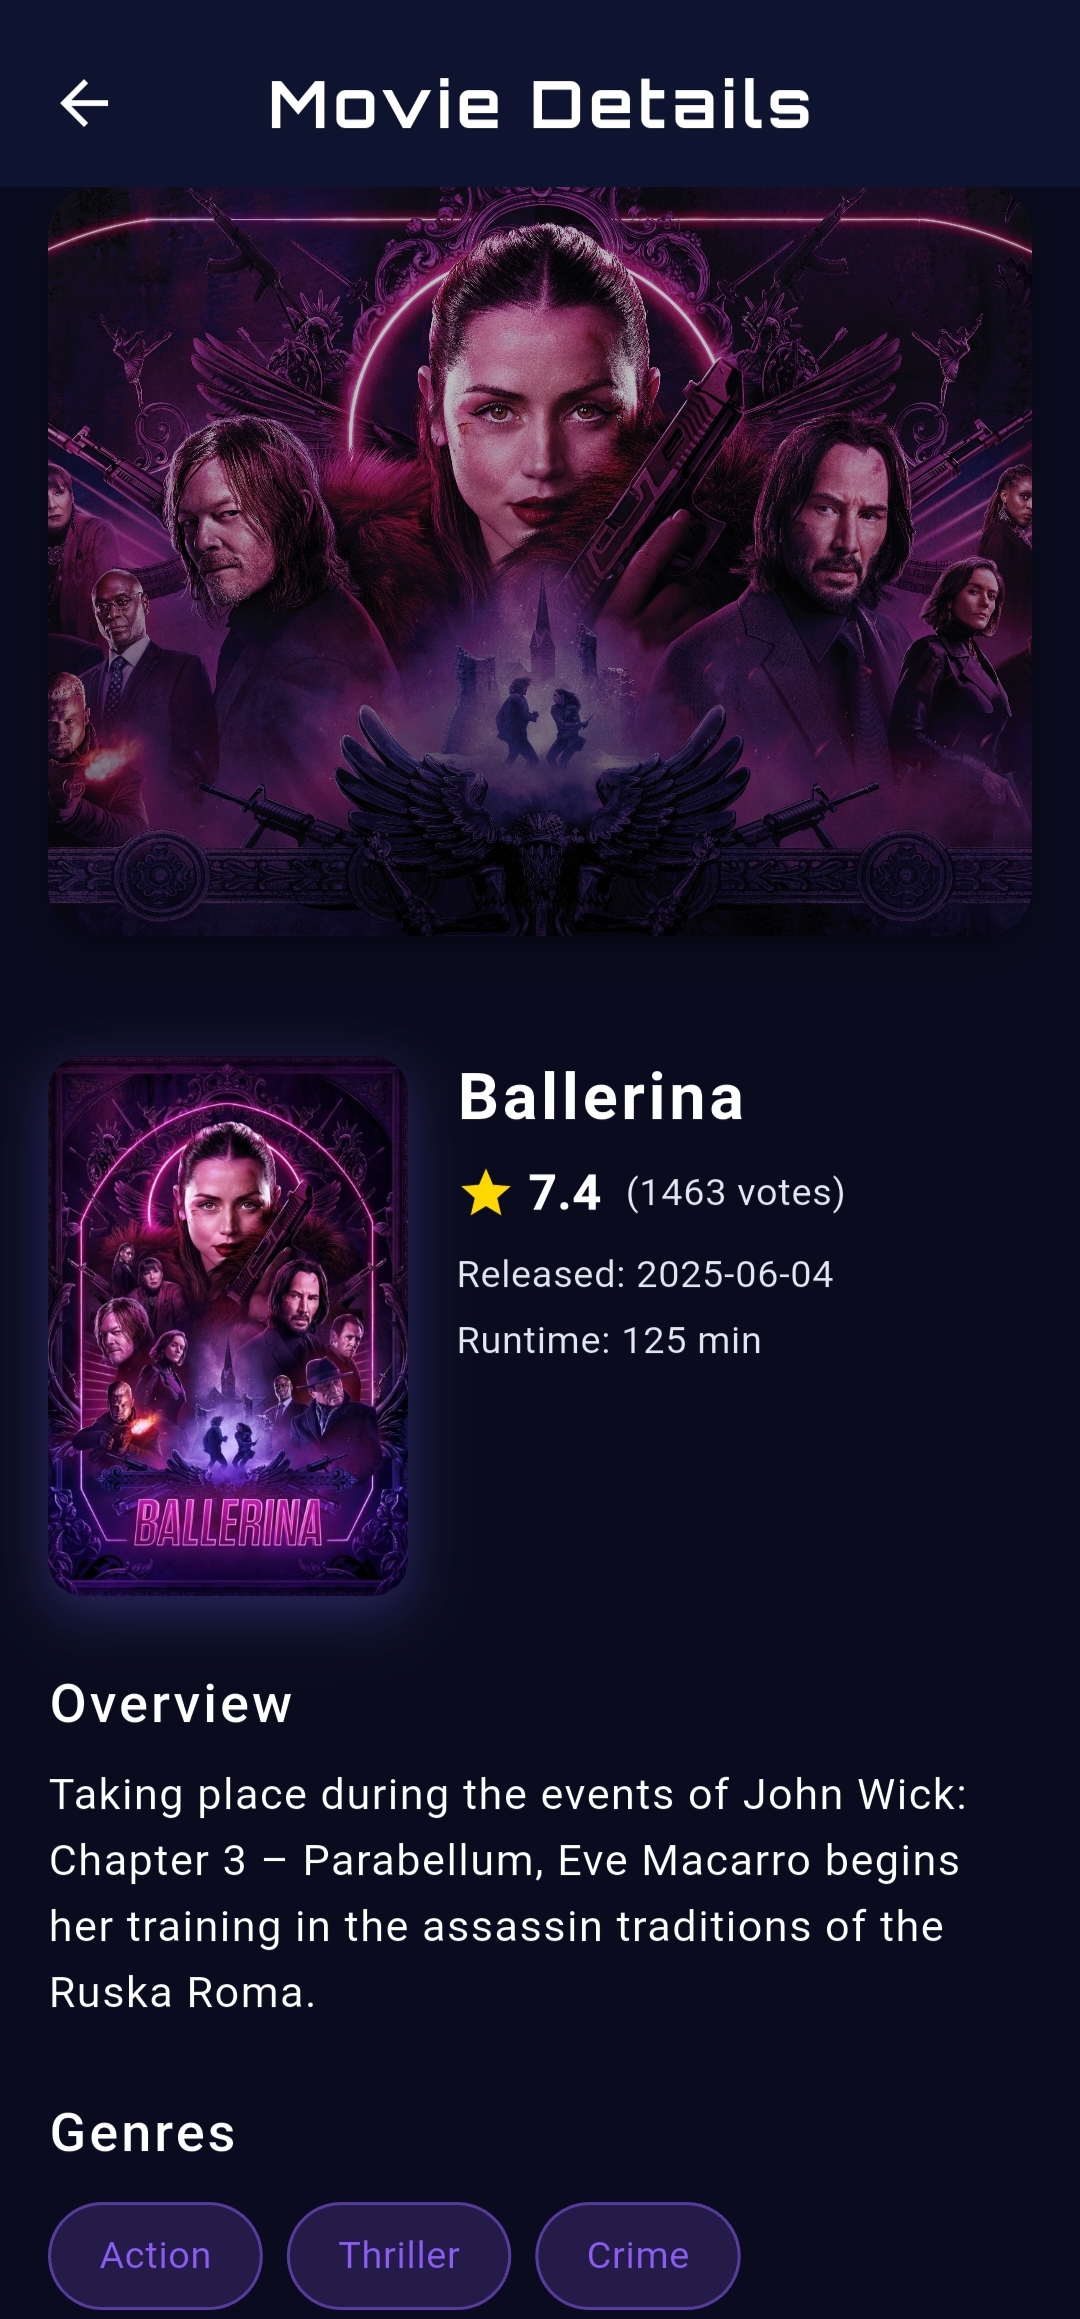 Movie Details
Ballerina
7.4 (1463 votes)
Released: 2025-06-04
Runtime: 125 min
BALLERINA
Overview
Taking place during the events of John Wick:
Chapter 3 – Parabellum, Eve Macarro begins
her training in the assassin traditions of the
Ruska Roma.
Genres
Action Thriller Crime